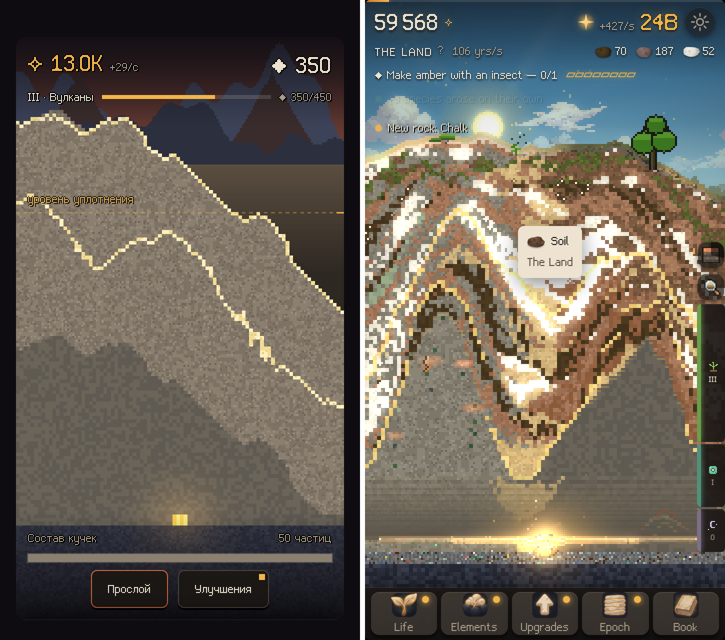 13.0K +29/c 350
III · Вулканы 350/450
уровень уплотнения
Состав кучек 50 частиц
Прослой Улучшения
59 568 +427/s 24B
THE LAND ? 106 yrs/s 70 187 52
Make amber with an insect — 0/1
New rock. Chalk
Soil
The Land
III
I
0
Life Elements Upgrades Epoch Book